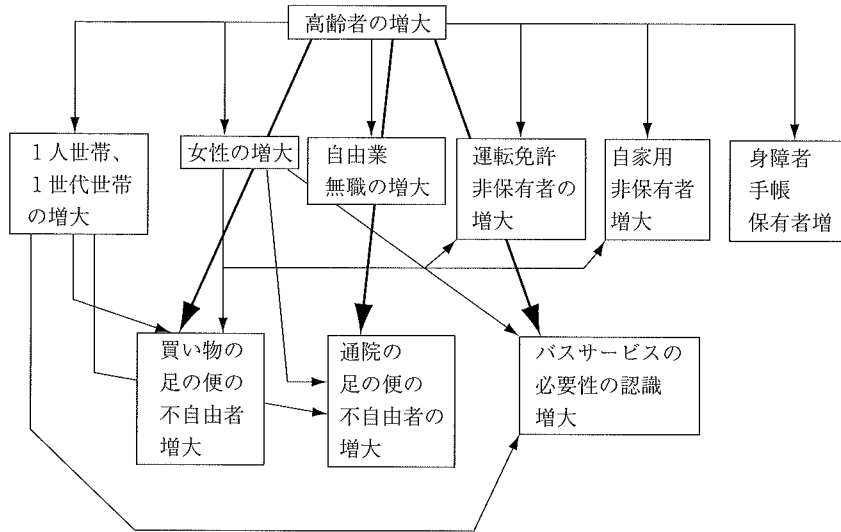 高齢者の増大
１人世帯、
１世代世帯
の増大
女性の増大
自由業
無職の増大
運転免許
非保有者の
増大
自家用
非保有者
増大
身障者
手帳
保有者増
買い物の
足の便の
不自由者
増大
通院の
足の便の
不自由者の
増大
バスサービスの
必要性の認識
増大